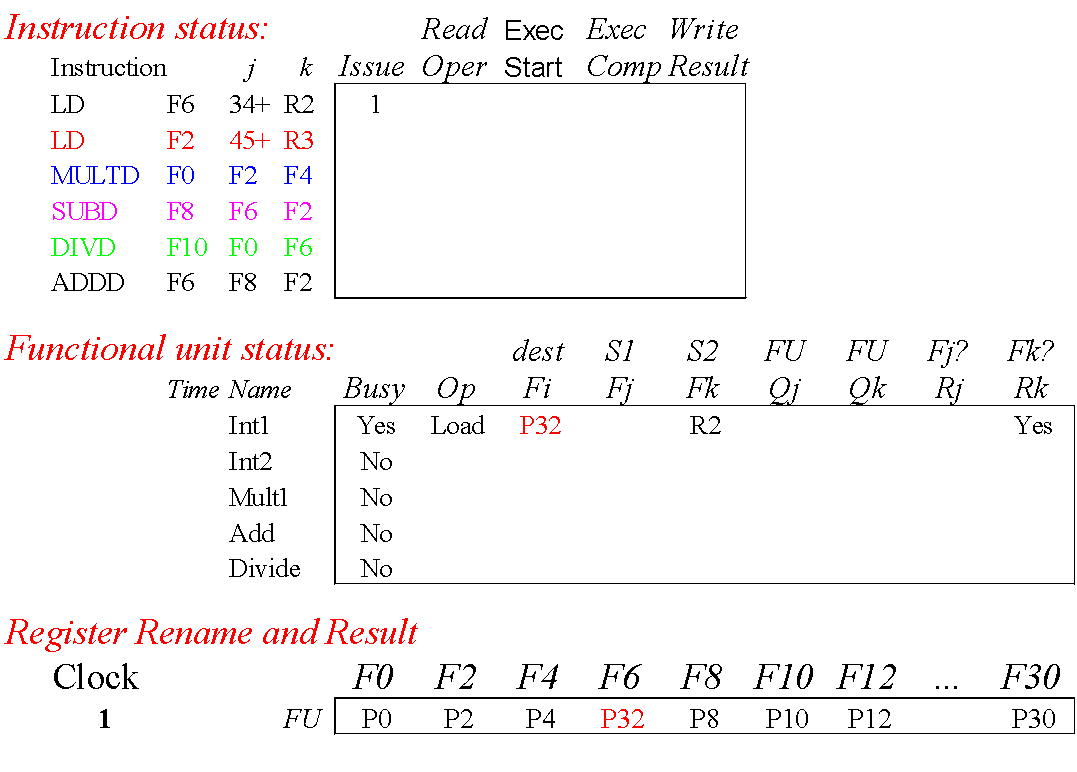 Instruction status: Read Exec Exec Write
Instruction j k Issue Oper Start Comp Result
LD F6 34+ R2 1
LD F2 45+ R3
MULTD F0 F2 F4
SUBD F8 F6 F2
DIVD F10 F0 F6
ADDD F6 F8 F2
Functional unit status: dest S1 S2 FU FU Fj? Fk?
Time Name Busy Op Fi Fj Fk Qj Qk Rj Rk
Int1 Yes Load P32 R2 Yes
Int2 No
Mult1 No
Add No
Divide No
Register Rename and Result
Clock F0 F2 F4 F6 F8 F10 F12 ... F30
1 FU P0 P2 P4 P32 P8 P10 P12 P30